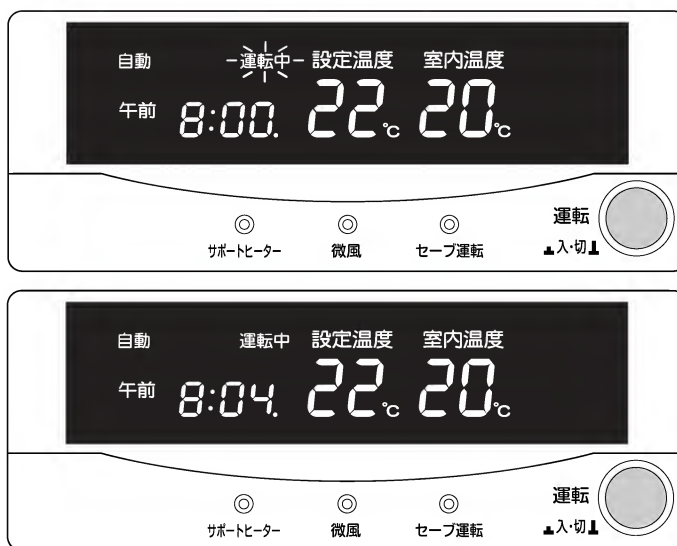 自動 運転中 設定温度 室内温度
午前 8:00. 22℃ 20℃
運転
サポートヒーター 微風 セーブ運転 入・切
自動 運転中 設定温度 室内温度
午前 8:04. 22℃ 20℃
運転
サポートヒーター 微風 セーブ運転 入・切